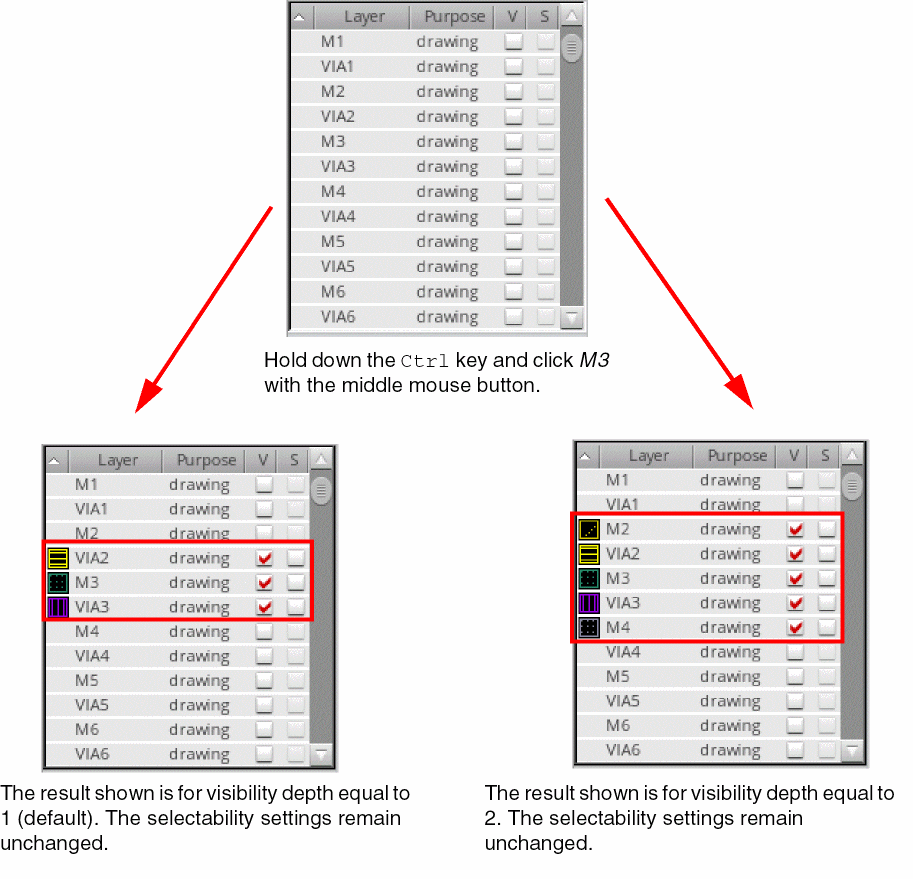 Layer Purpose V S
M1 drawing
VIA1 drawing
M2 drawing
VIA2 drawing
M3 drawing
VIA3 drawing
M4 drawing
VIA4 drawing
M5 drawing
VIA5 drawing
M6 drawing
VIA6 drawing
Hold down the Ctrl key and click M3
with the middle mouse button.
Layer Purpose V S
M1 drawing
VIA1 drawing
M2 drawing
VIA2 drawing
M3 drawing
VIA3 drawing
M4 drawing
VIA4 drawing
M5 drawing
VIA5 drawing
M6 drawing
VIA6 drawing
The result shown is for visibility depth equal to
1 (default). The selectability settings remain
unchanged.
Layer Purpose V S
M1 drawing
VIA1 drawing
M2 drawing
VIA2 drawing
M3 drawing
VIA3 drawing
M4 drawing
VIA4 drawing
M5 drawing
VIA5 drawing
M6 drawing
VIA6 drawing
The result shown is for visibility depth equal to
2. The selectability settings remain
unchanged.